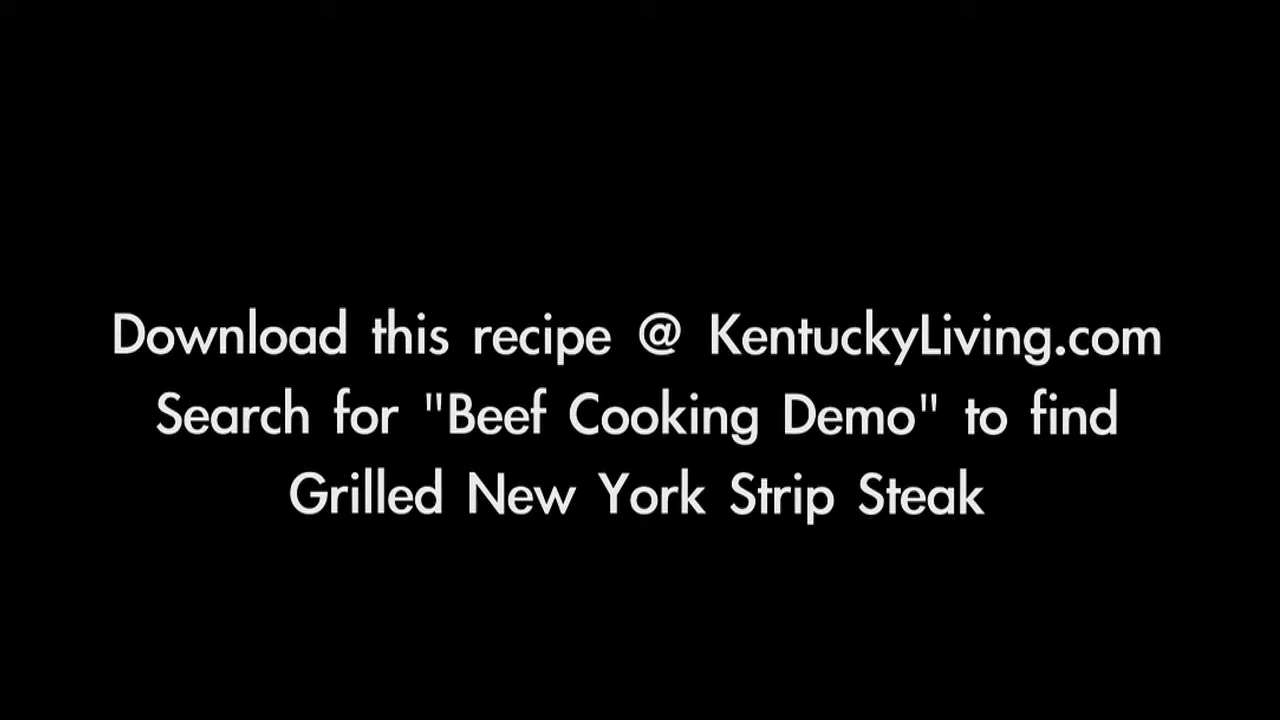 Download this recipe @ KentuckyLiving.com
Search for "Beef Cooking Demo" to find
Grilled New York Strip Steak